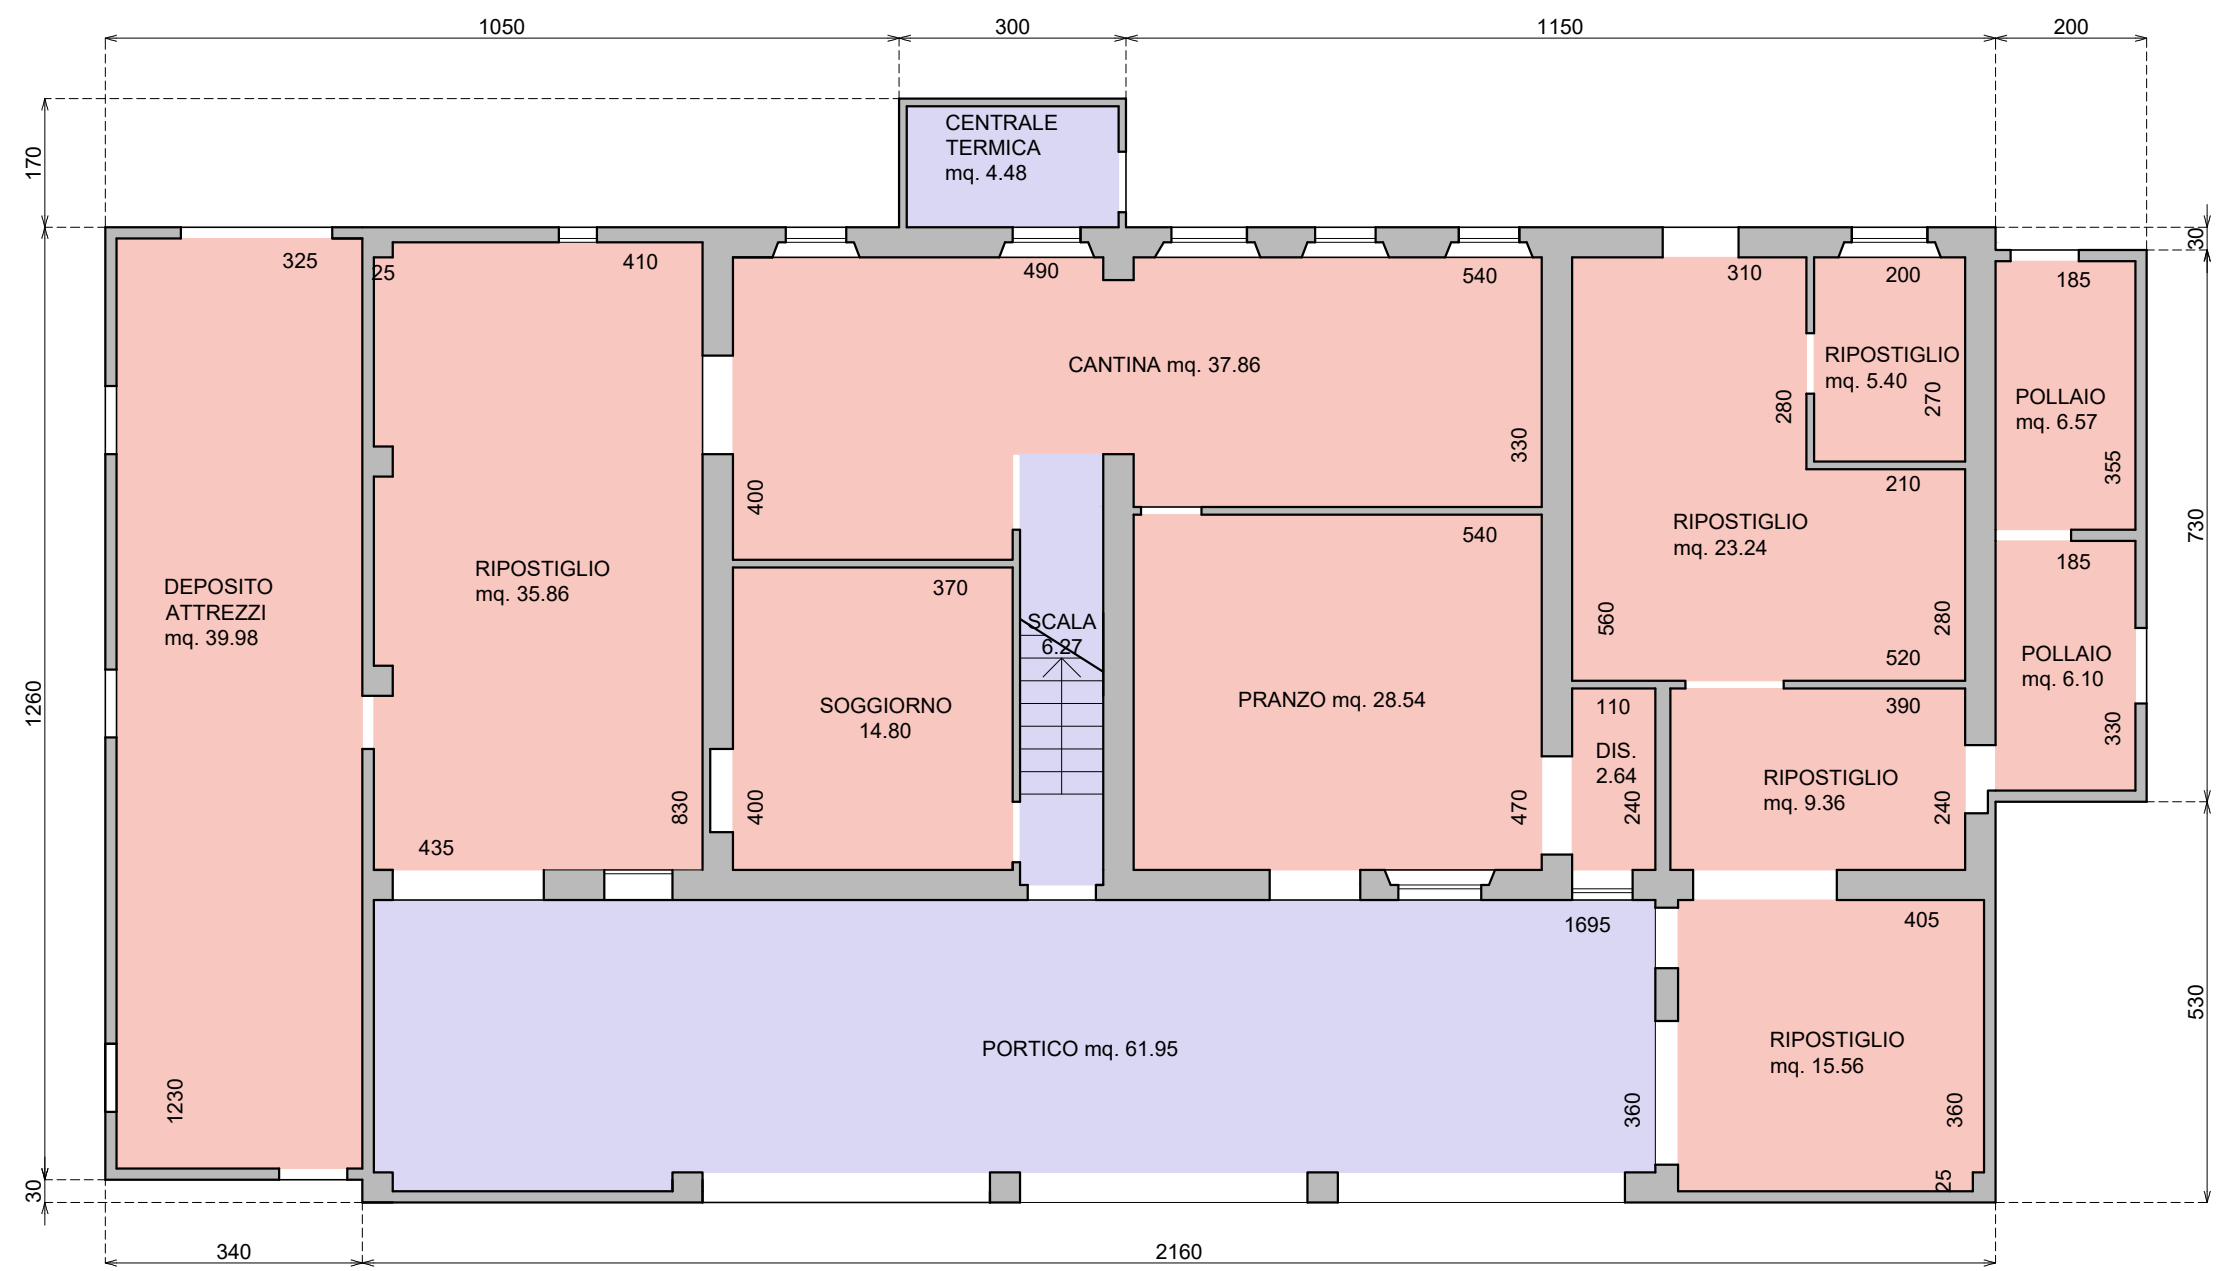 1050
300
1150
200
170
CENTRALE
TERMICA
mq. 4.48
30
325
25
410
490
540
310
200
185
CANTINA mq. 37.86
RIPOSTIGLIO
mq. 5.40
280
270
POLLAIO
mq. 6.57
330
355
400
210
RIPOSTIGLIO
mq. 23.24
730
540
185
DEPOSITO
ATTREZZI
mq. 39.98
RIPOSTIGLIO
mq. 35.86
370
SCALA
6.27
560
280
520
POLLAIO
mq. 6.10
1260
SOGGIORNO
14.80
PRANZO mq. 28.54
110
390
330
DIS.
2.64
RIPOSTIGLIO
mq. 9.36
830
400
470
240
240
435
1695
405
530
PORTICO mq. 61.95
RIPOSTIGLIO
mq. 15.56
1230
360
360
25
30
340
2160